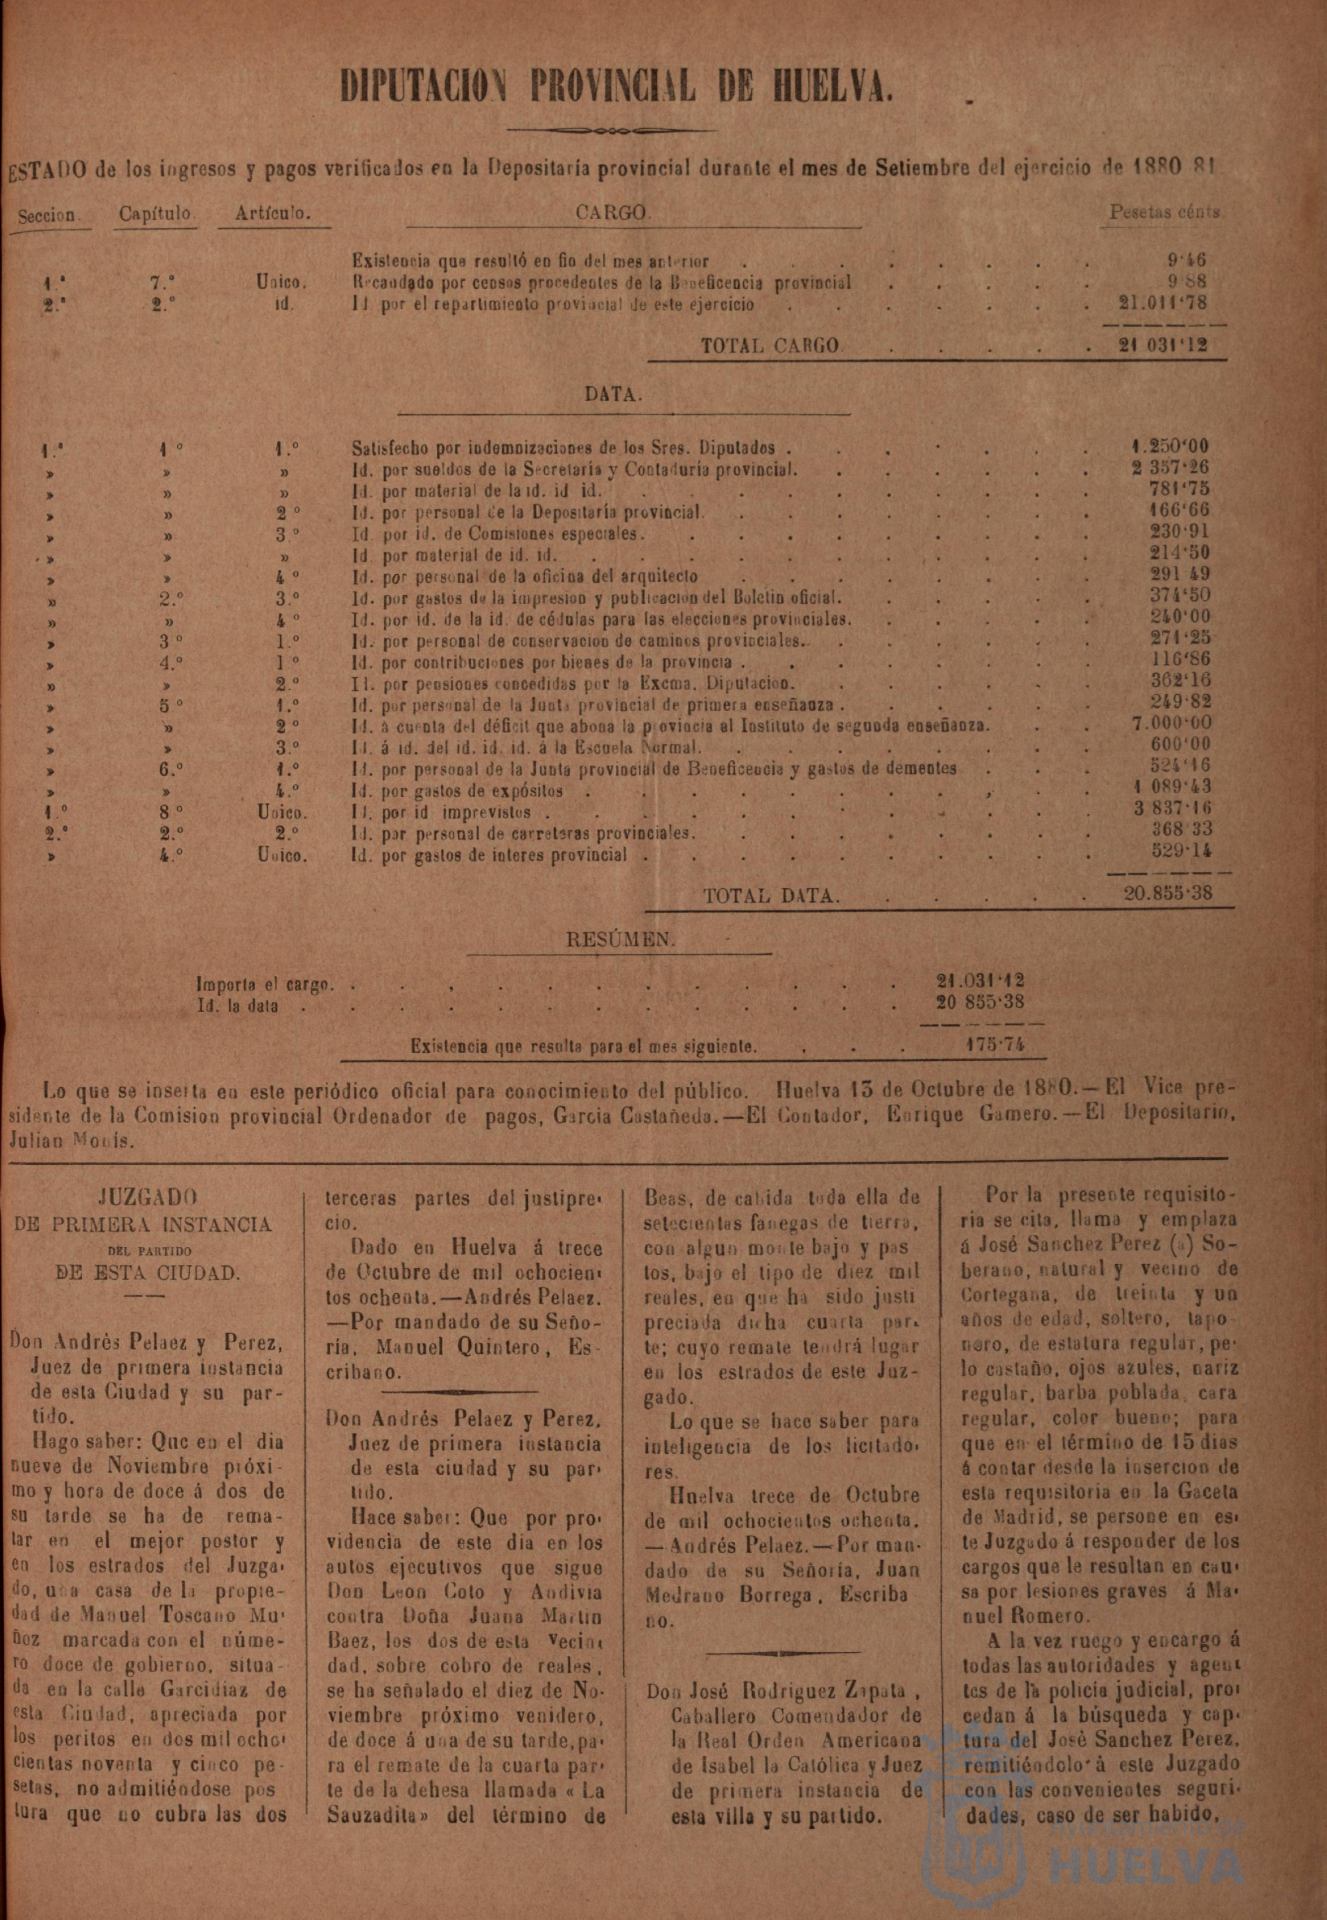 DIPUTACION PROVINCIAL DE HUELVA.
ESTADO de los ingresos y pagos verificados en la Depositaría provincial durante el mes de Setiembre del ejercicio de 1880 81
Seccion. Capítulo. Artículo. CARGO. Pesetas cénts
Existencia que resultó en fin del mes anterior . . . . . . . . 9·46
1.ª 7.º Unico. Recaudado por censos procedentes de la Beneficencia provincial . . . . . 9 88
2.ª 2.º id. Id por el repartimiento provincial de este ejercicio . . . . . . . 21.011‘78
TOTAL CARGO. . . . . . 21 031‘12
DATA.
1.ª 1 º 1.º Satisfecho por indemnizaciones de los Sres. Diputados . . . . . . . 1.250‘00
» » » Id. por sueldos de la Secretaría y Contaduría provincial. . . . . . . 2 357·26
» » » Id. por material de la id. id id. . . . . . . . . . . 781‘75
» » 2 º Id. por personal de la Depositaría provincial. . . . . . . . . 166‘66
» » 3.º Id por id. de Comisiones especiales. . . . . . . . . . 230·91
» » » Id por material de id. id. . . . . . . . . . . . 214‘50
» » 4 º Id. por personal de la oficina del arquitecto . . . . . . . . 291 49
» 2.º 3.º Id. por gastos de la impresion y publicacion del Boletin oficial. . . . . . . 374‘50
» » 4 º Id. por id. de la id. de cédulas para las elecciones provinciales. . . . . . 240‘00
» 3 º 1.º Id. por personal de conservacion de caminos provinciales. . . . . . . 271‘25
» 4.º 1 º Id. por contribuciones por bienes de la provincia . . . . . . . . 116‘86
» » 2.º Id. por pensiones concedidas por la Excma. Diputacion. . . . . . . 362‘16
» 5 º 1.º Id. por personal de la Junta provincial de primera enseñanza . . . . . . 249·82
» » 2 º Id. á cuenta del déficit que abona la provincia al Instituto de segunda enseñanza. . . 7.000‘00
» » 3.º Id. á id. del id. id. id. á la Escuela Normal. . . . . . . . . 600‘00
» 6.º 1.º Id. por personal de la Junta provincial de Beneficencia y gastos de dementes . . . 524‘16
» » 4.º Id. por gastos de expósitos . . . . . . . . . . . 1 089·43
1.º 8 º Unico. Id. por id imprevistos . . . . . . . . . . . . 3 837·16
2.ª 2.º 2.º Id. por personal de carreteras provinciales. . . . . . . . . 368 33
» 4.º Unico. Id. por gastos de interes provincial . . . . . . . . . . 529·14
TOTAL DATA. . . . . . 20.855·38
RESÚMEN.
Importa el cargo. . . . . . . . . . . . . 21.031·12
Id. la data . . . . . . . . . . . . . 20 855·38
Existencia que resulta para el mes siguiente. . . . 175·74
Lo que se inserta en este periódico oficial para conocimiento del público. Huelva 13 de Octubre de 1880.—El Vice pre-
sidente de la Comision provincial Ordenador de pagos, Garcia Castañeda.—El Contador, Enrique Gamero.—El Depositario,
Julian Monís.
JUZGADO
DE PRIMERA INSTANCIA
DEL PARTIDO
DE ESTA CIUDAD.
Don Andrés Pelaez y Perez,
Juez de primera instancia
de esta Ciudad y su par-
tido.
Hago saber: Que en el dia
nueve de Noviembre próxi-
mo y hora de doce á dos de
su tarde se ha de rema-
tar en el mejor postor y
en los estrados del Juzga-
do, una casa de la propie-
dad de Manuel Toscano Mu-
ñoz marcada con el núme-
ro doce de gobierno, situa-
da en la calle Garcidiaz de
esta Ciudad, apreciada por
los peritos en dos mil ocho-
cientas noventa y cinco pe-
setas, no admitiéndose pos
tura que no cubra las dos
terceras partes del justipre-
cio.
Dado en Huelva á trece
de Octubre de mil ochocien-
tos ochenta.—Andrés Pelaez.
—Por mandado de su Seño-
ría, Manuel Quintero, Es-
cribano.
Don Andrés Pelaez y Perez,
Juez de primera instancia
de esta ciudad y su par-
tido.
Hace saber: Que por pro-
videncia de este dia en los
autos ejecutivos que sigue
Don Leon Coto y Andivia
contra Doña Juana Martin
Baez, los dos de esta vecin-
dad, sobre cobro de reales,
se ha señalado el diez de No-
viembre próximo venidero,
de doce á una de su tarde, pa-
ra el remate de la cuarta par-
te de la dehesa llamada «La
Sauzadita» del término de
Beas, de cabida toda ella de
setecientas fanegas de tierra,
con algun monte bajo y pas
tos, bajo el tipo de diez mil
reales, en que ha sido justi
preciada dicha cuarta par-
te; cuyo remate tendrá lugar
en los estrados de este Juz-
gado.
Lo que se hace saber para
inteligencia de los licitado-
res.
Huelva trece de Octubre
de mil ochocientos ochenta.
—Andrés Pelaez.—Por man-
dado de su Señoría, Juan
Medrano Borrega, Escriba
no.
Don José Rodriguez Zapata,
Caballero Comendador de
la Real Orden Americana
de Isabel la Católica y Juez
de primera instancia de
esta villa y su partido.
Por la presente requisito-
ria se cita, llama y emplaza
á José Sanchez Perez (a) So-
berano, natural y vecino de
Cortegana, de treinta y un
años de edad, soltero, tapo-
nero, de estatura regular, pe-
lo castaño, ojos azules, nariz
regular, barba poblada, cara
regular, color bueno; para
que en el término de 15 dias
á contar desde la insercion de
esta requisitoria en la Gaceta
de Madrid, se persone en es-
te Juzgado á responder de los
cargos que le resultan en cau-
sa por lesiones graves á Ma-
nuel Romero.
A la vez ruego y encargo á
todas las autoridades y agen-
tes de la policía judicial, pro-
cedan á la búsqueda y cap-
tura del José Sanchez Perez,
remitiéndolo á este Juzgado
con las convenientes seguri-
dades, caso de ser habido,
HUELVA